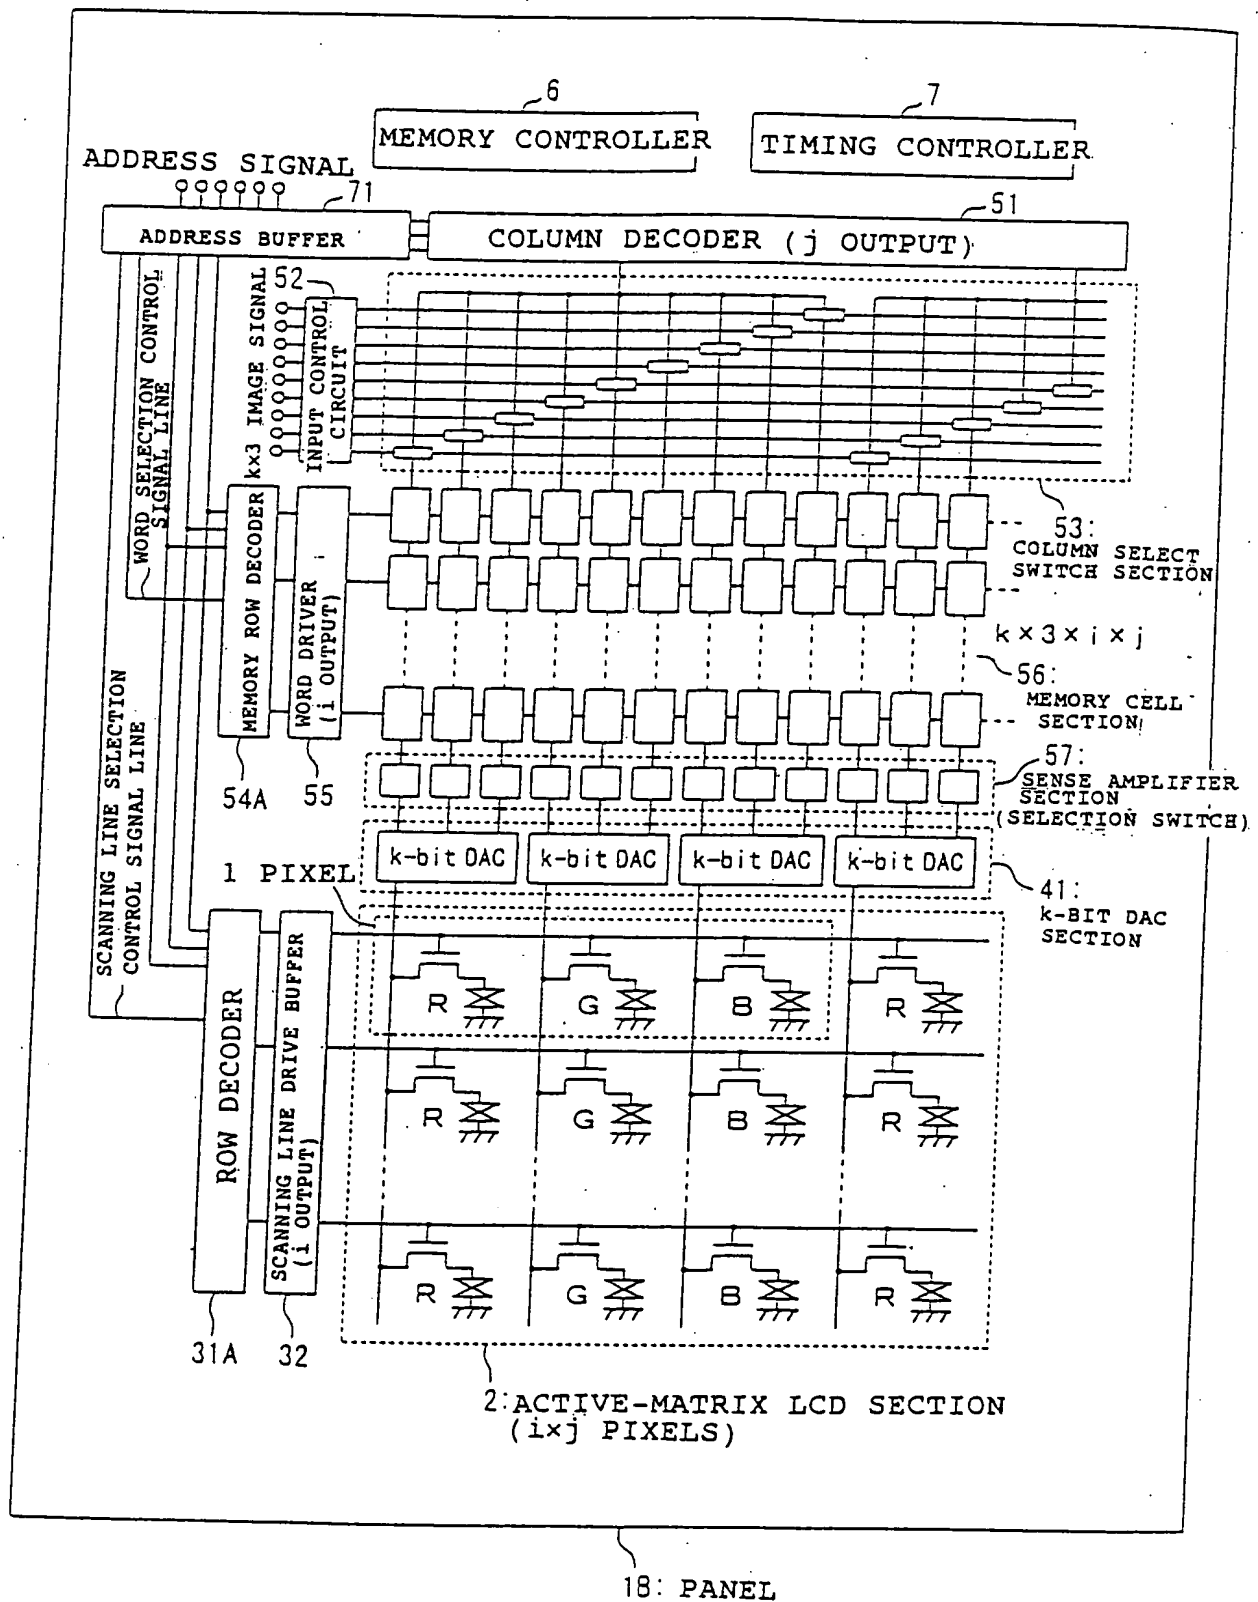 6
7
MEMORY CONTROLLER
TIMING CONTROLLER
ADDRESS SIGNAL
71
51
ADDRESS BUFFER
COLUMN DECODER (j OUTPUT)
52
k×3 IMAGE SIGNAL
INPUT CONTROL
CIRCUIT
WORD SELECTION CONTROL
SIGNAL LINE
53:
COLUMN SELECT
SWITCH SECTION
MEMORY ROW DECODER
WORD DRIVER
(i OUTPUT)
k×3×i×j
56:
MEMORY CELL
SECTION
54A
55
57:
SENSE AMPLIFIER
SECTION
(SELECTION SWITCH)
SCANNING LINE SELECTION
CONTROL SIGNAL LINE
k-bit DAC
k-bit DAC
k-bit DAC
k-bit DAC
1 PIXEL
41:
k-BIT DAC
SECTION
ROW DECODER
SCANNING LINE DRIVE BUFFER
(i OUTPUT)
R
G
B
R
R
G
B
R
R
G
B
R
31A
32
2:ACTIVE-MATRIX LCD SECTION
(i×j PIXELS)
18: PANEL